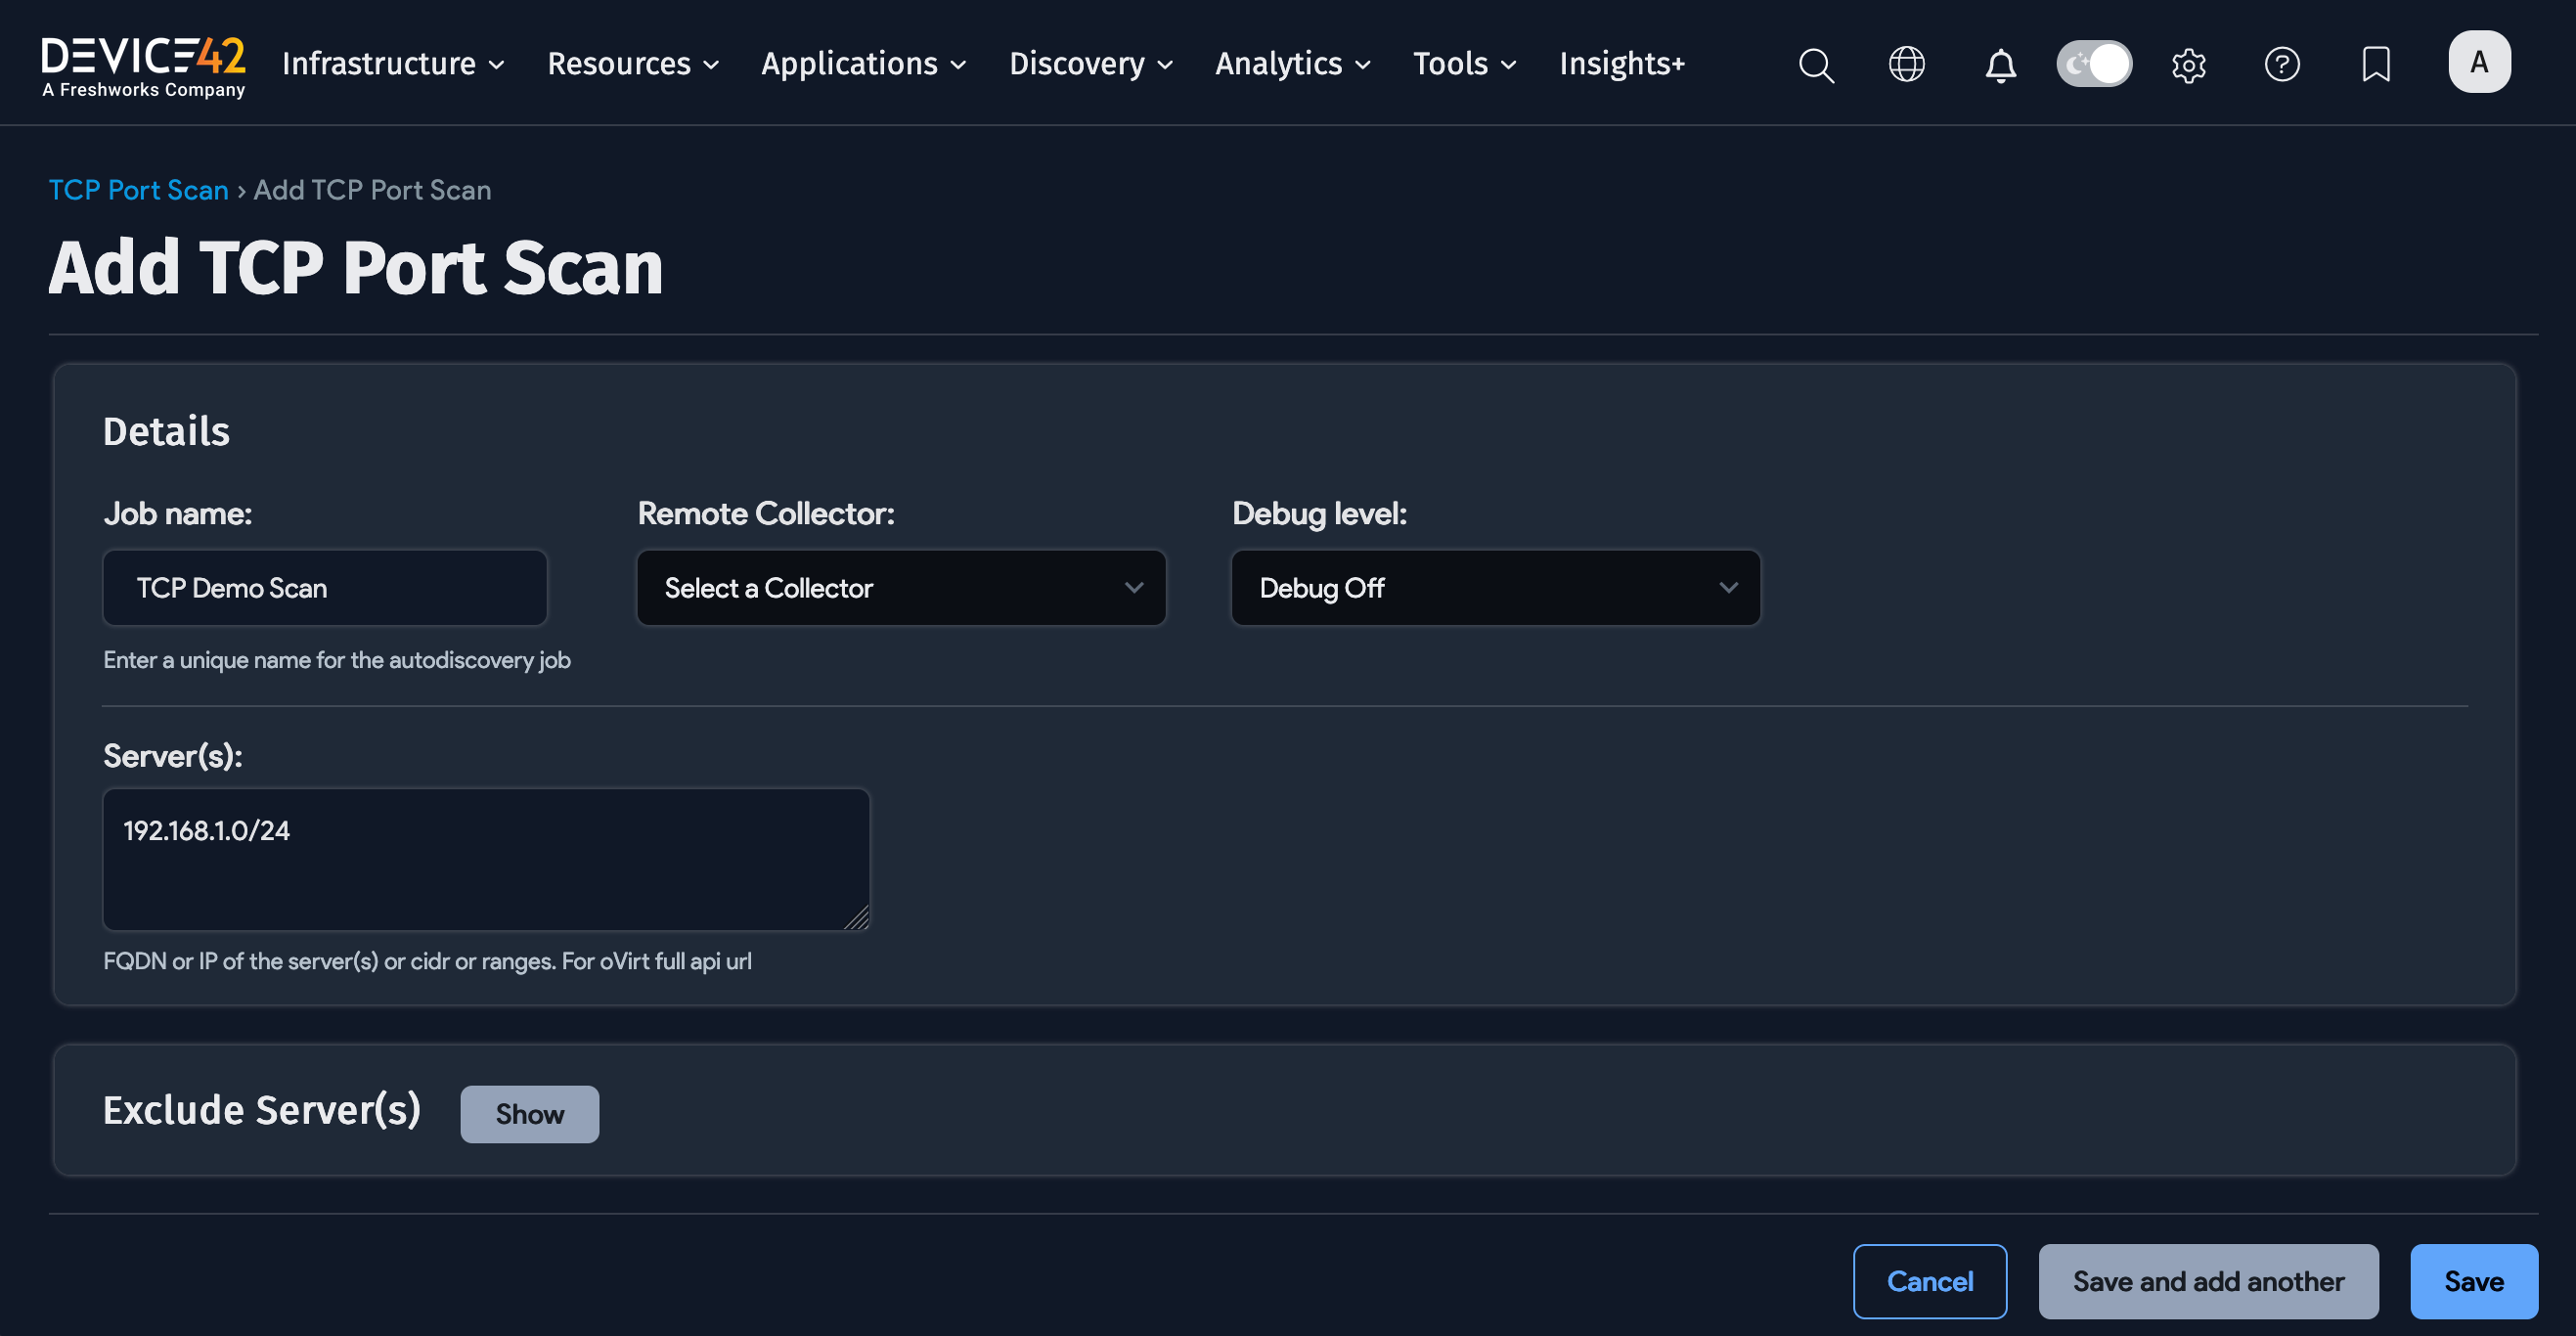 DEVICE42
A Freshworks Company
Infrastructure
Resources
Applications
Discovery
Analytics
Tools
Insights+
A
TCP Port Scan › Add TCP Port Scan
Add TCP Port Scan
Details
Job name:
Remote Collector:
Debug level:
TCP Demo Scan
Select a Collector
Debug Off
Enter a unique name for the autodiscovery job
Server(s):
192.168.1.0/24
FQDN or IP of the server(s) or cidr or ranges. For oVirt full api url
Exclude Server(s)
Show
Cancel
Save and add another
Save